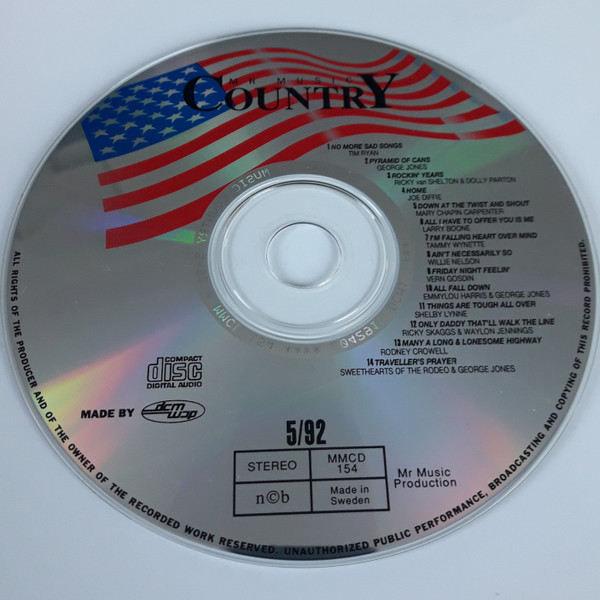 MR MUSIC
COUNTRY
1 NO MORE SAD SONGS
TIM RYAN
2 PYRAMID OF CANS
GEORGE JONES
3 ROCKIN' YEARS
RICKY van SHELTON & DOLLY PARTON
4 HOME
JOE DIFFIE
5 DOWN AT THE TWIST AND SHOUT
MARY CHAPIN CARPENTER
6 ALL I HAVE TO OFFER YOU IS ME
LARRY BOONE
7 I'M FALLING HEART OVER MIND
TAMMY WYNETTE
8 AIN'T NECESSARILY SO
WILLIE NELSON
9 FRIDAY NIGHT FEELIN'
VERN GOSDIN
10 ALL FALL DOWN
EMMYLOU HARRIS & GEORGE JONES
11 THINGS ARE TOUGH ALL OVER
SHELBY LYNNE
12 ONLY DADDY THAT'LL WALK THE LINE
RICKY SKAGGS & WAYLON JENNINGS
13 MANY A LONG & LONESOME HIGHWAY
RODNEY CROWELL
14 TRAVELLER'S PRAYER
SWEETHEARTS OF THE RODEO & GEORGE JONES
COMPACT
disc
DIGITAL AUDIO
MADE BY dcm
5/92
STEREO
MMCD
154
n©b
Made in
Sweden
Mr Music
Production
ALL RIGHTS OF THE PRODUCER AND OF THE OWNER OF THE RECORDED WORK RESERVED. UNAUTHORIZED PUBLIC PERFORMANCE, BROADCASTING AND COPYING OF THIS RECORD PROHIBITED.